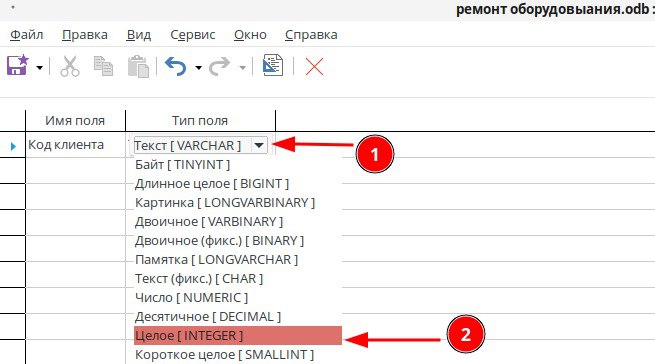 ремонт оборудовыания.odb :
Файл Правка Вид Сервис Окно Справка
Имя поля Тип поля
Код клиента Текст [ VARCHAR ]
1
Байт [ TINYINT ]
Длинное целое [ BIGINT ]
Картинка [ LONGVARBINARY ]
Двоичное [ VARBINARY ]
Двоичное (фикс.) [ BINARY ]
Памятка [ LONGVARCHAR ]
Текст (фикс.) [ CHAR ]
Число [ NUMERIC ]
Десятичное [ DECIMAL ]
Целое [ INTEGER ]
2
Короткое целое [ SMALLINT ]